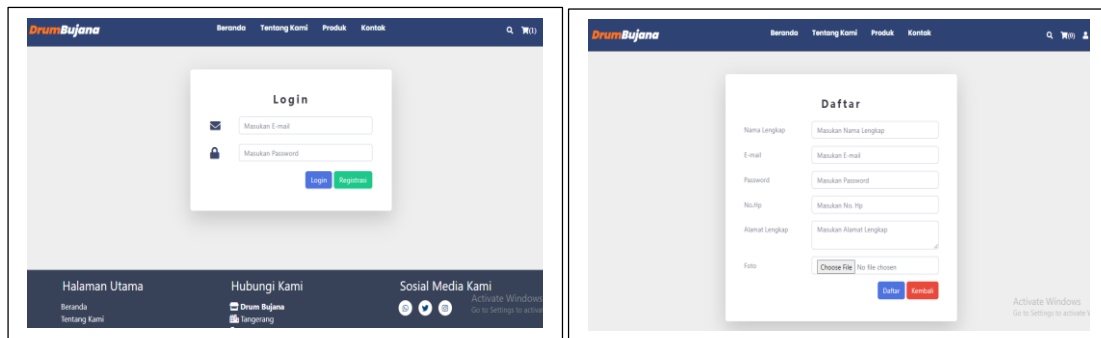 DrumBujana Beranda Tentang Kami Produk Kontak (1)
Login
Masukan E-mail
Masukan Password
Login Registrasi
Halaman Utama Hubungi Kami Sosial Media Kami
Beranda Drum Bujana
Tentang Kami Tangerang
Activate Windows
Go to Settings to activat
DrumBujana Beranda Tentang Kami Produk Kontak (0)
Daftar
Nama Lengkap Masukan Nama Lengkap
E-mail Masukan E-mail
Password Masukan Password
No.Hp Masukan No. Hp
Alamat Lengkap Masukan Alamat Lengkap
Foto Choose File No file chosen
Daftar Kembali
Activate Windows
Go to Settings to activate